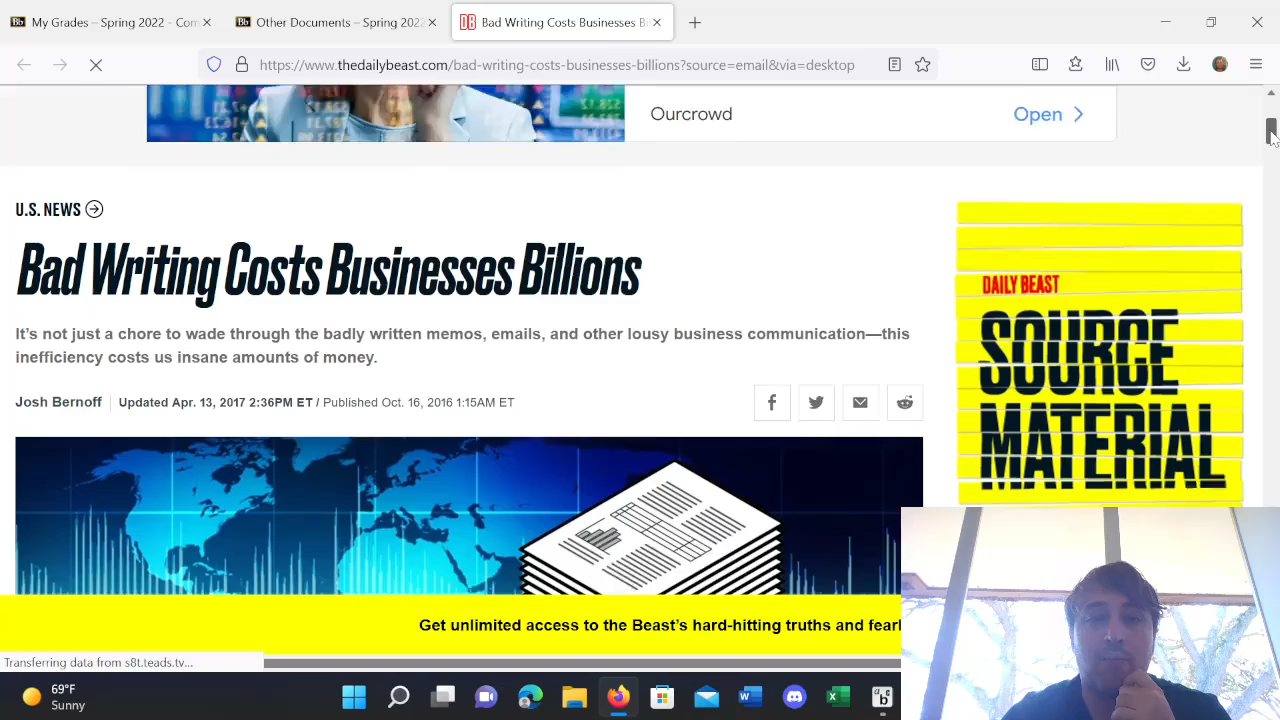 My Grades – Spring 2022 - Com
Other Documents – Spring 2022
Bad Writing Costs Businesses Bi
https://www.thedailybeast.com/bad-writing-costs-businesses-billions?source=email&via=desktop
Ourcrowd
Open
U.S. NEWS
Bad Writing Costs Businesses Billions
It's not just a chore to wade through the badly written memos, emails, and other lousy business communication—this
inefficiency costs us insane amounts of money.
Josh Bernoff
Updated Apr. 13, 2017 2:36PM ET / Published Oct. 16, 2016 1:15AM ET
DAILY BEAST
SOURCE
MATERIAL
Get unlimited access to the Beast's hard-hitting truths and fearl
Transferring data from s8t.teads.tv...
69°F
Sunny